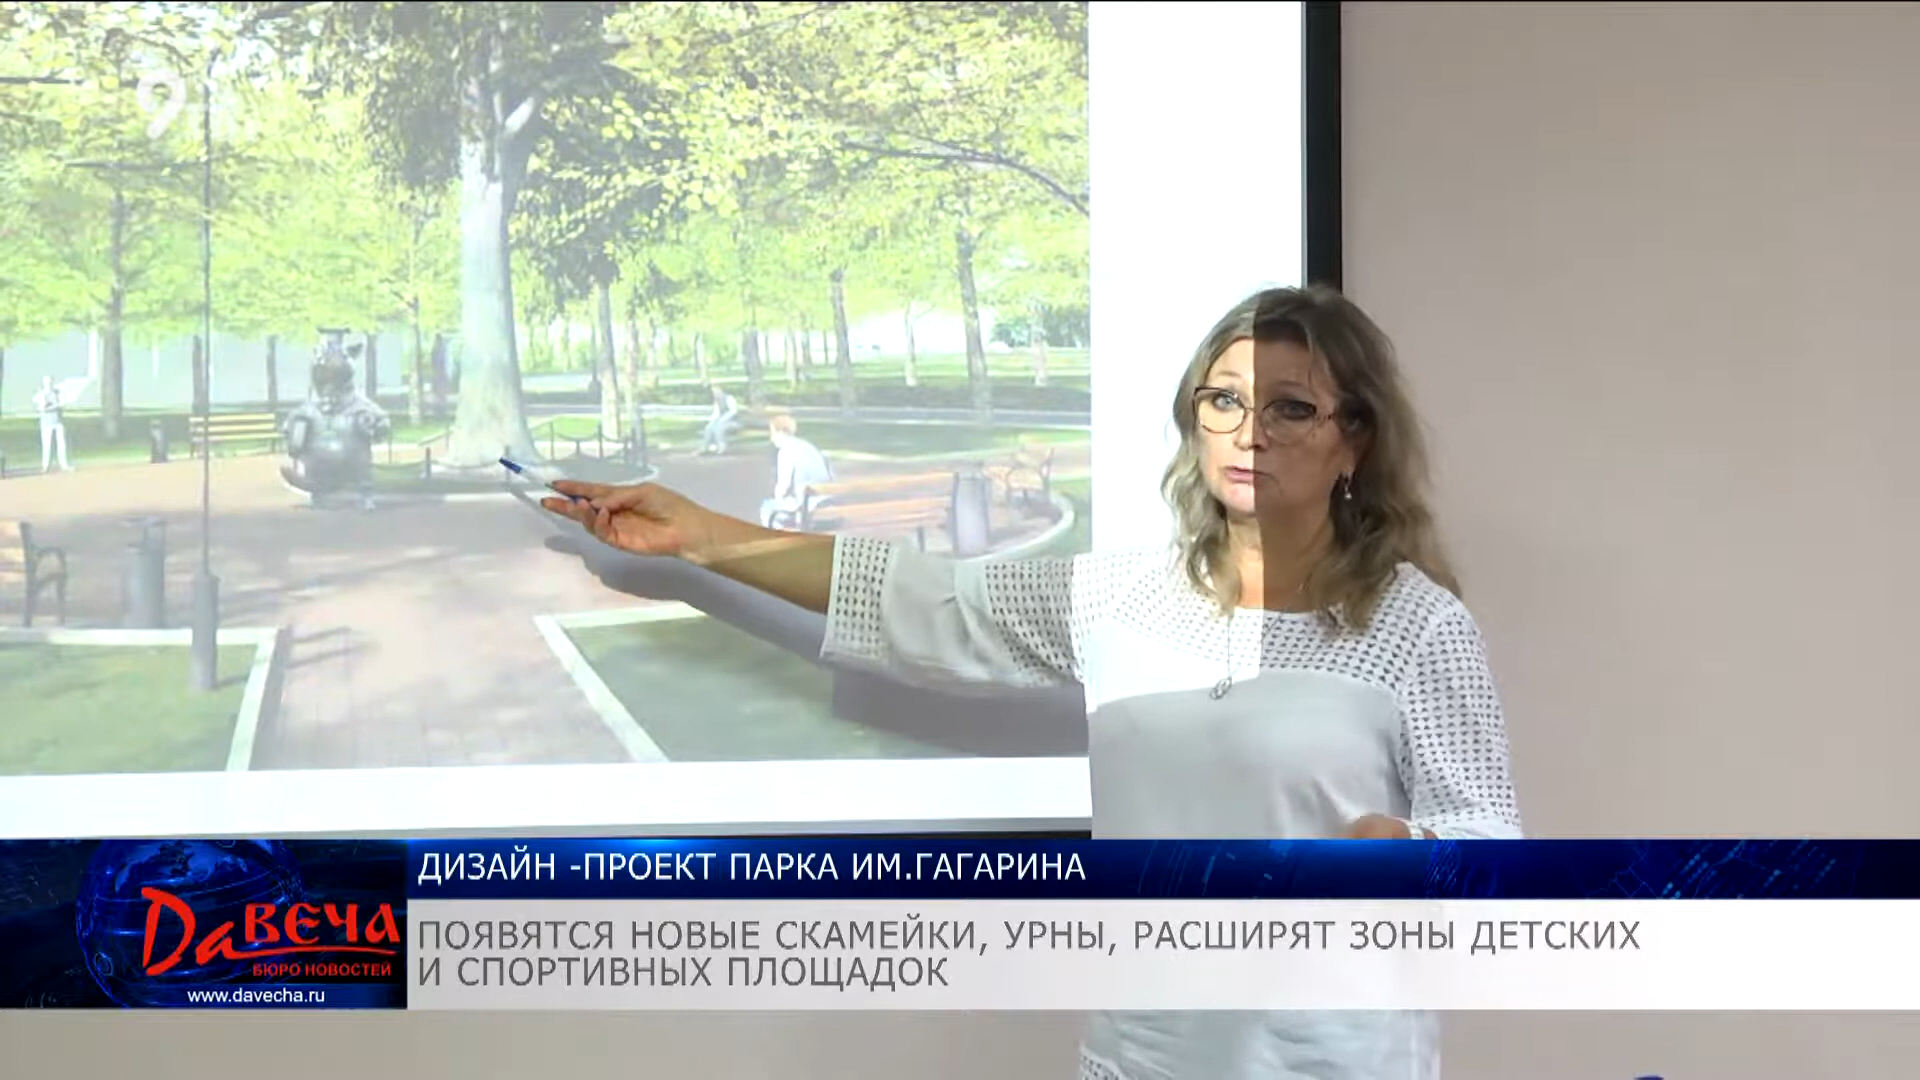 9
ДИЗАЙН -ПРОЕКТ ПАРКА ИМ.ГАГАРИНА
ДаВЕЧА
БЮРО НОВОСТЕЙ
www.davecha.ru
ПОЯВЯТСЯ НОВЫЕ СКАМЕЙКИ, УРНЫ, РАСШИРЯТ ЗОНЫ ДЕТСКИХ
И СПОРТИВНЫХ ПЛОЩАДОК